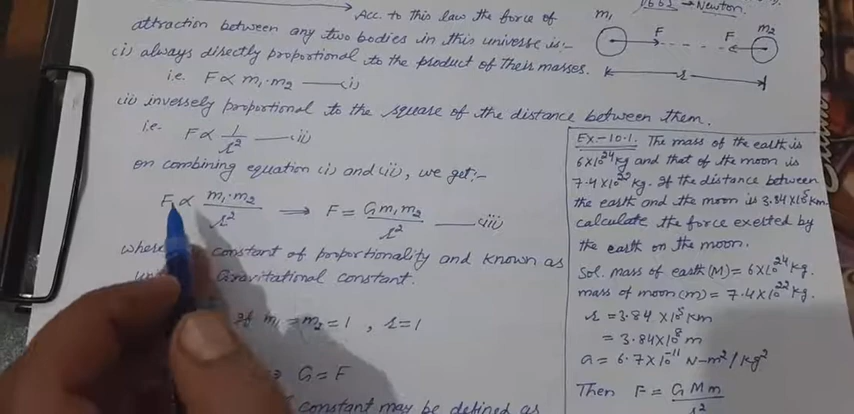 Acc. to this law the force of
attraction between any two bodies in this universe is:-
(i) always directly proportional to the product of their masses.
i.e. F ∝ m₁.m₂ —(i)
(ii) inversely proportional to the square of the distance between them.
i.e. F ∝ 1/r² —(ii)
on combining equation (i) and (ii), we get:-
F ∝ m₁.m₂/r² ⟹ F = G m₁ m₂/r² —(iii)
where constant of proportionality and known as
Gravitational constant.
If m₁ = m₂ = 1 , r = 1
⇒ G = F
constant may be defined as
→ Newton
m₁
m₂
F
F
r
Ex.-10.1. The mass of the earth is
6×10²⁴ kg and that of the moon is
7.4×10²² kg. If the distance between
the earth and the moon is 3.84×10⁵ km
calculate the force exerted by
the earth on the moon.
Sol. mass of earth (M) = 6×10²⁴ kg.
mass of moon (m) = 7.4×10²² kg.
r = 3.84 ×10⁵ km
= 3.84×10⁸ m
G = 6.7×10⁻¹¹ N-m²/kg²
Then F = G M m/r²